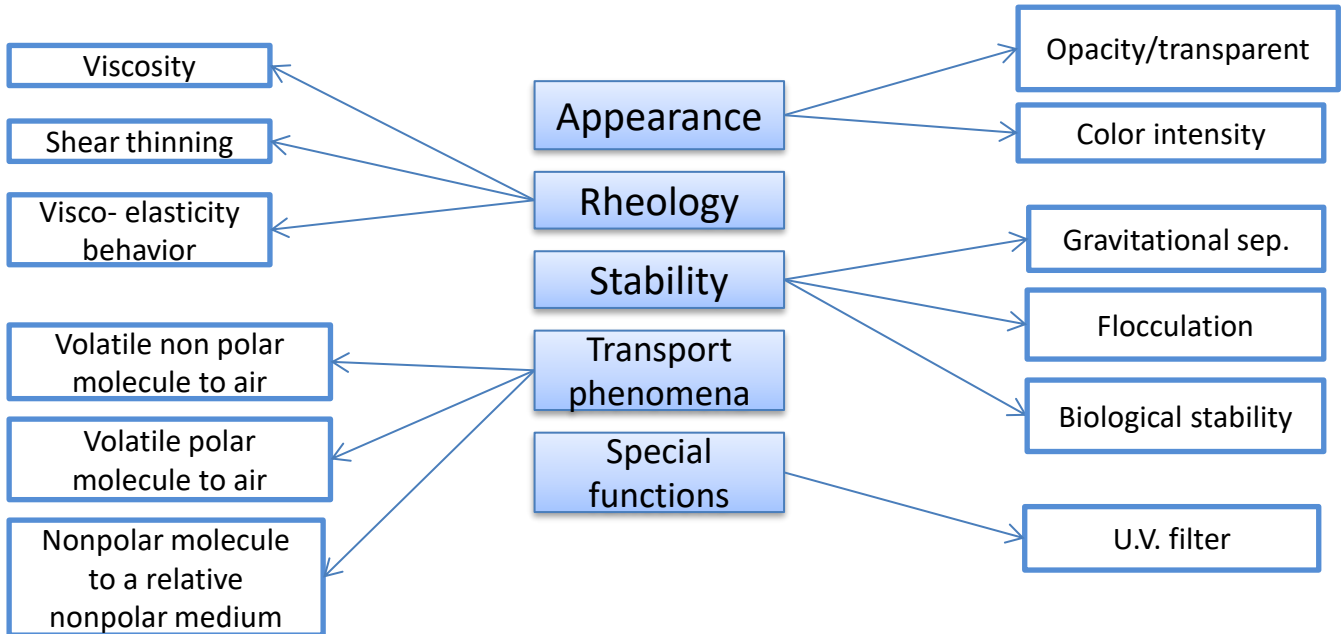 Viscosity
Shear thinning
Visco- elasticity
behavior
Volatile non polar
molecule to air
Volatile polar
molecule to air
Nonpolar molecule
to a relative
nonpolar medium
Appearance
Rheology
Stability
Transport
phenomena
Special
functions
Opacity/transparent
Color intensity
Gravitational sep.
Flocculation
Biological stability
U.V. filter